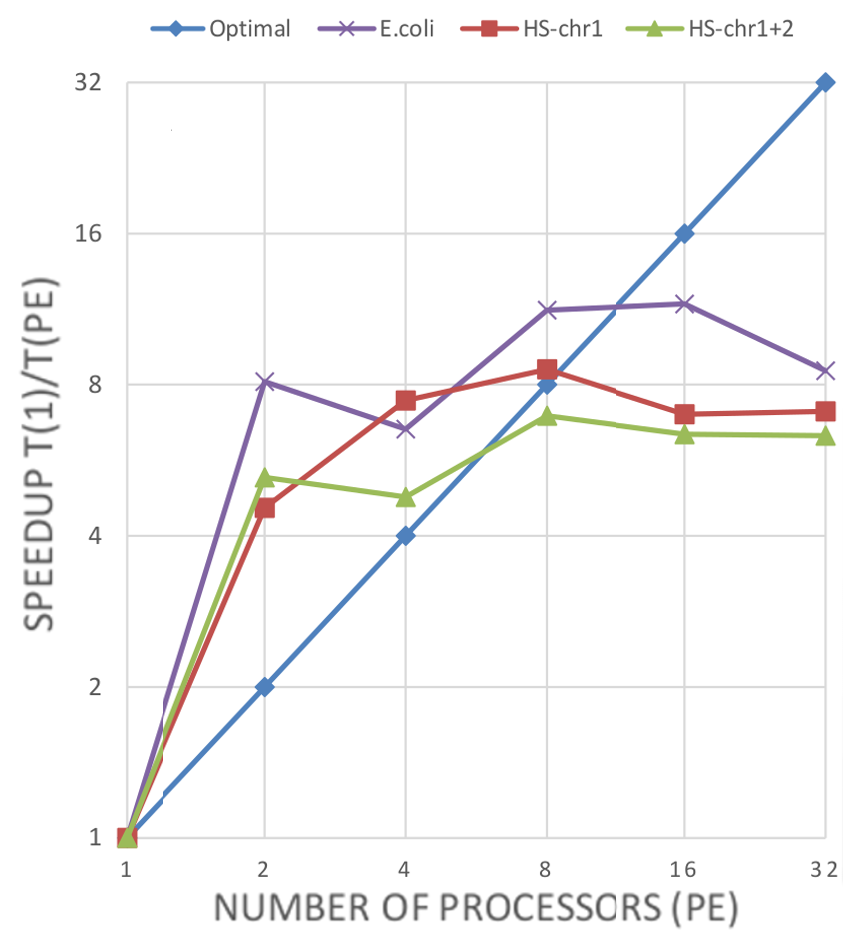 Optimal E.coli HS-chr1 HS-chr1+2
32
16
8
4
2
1
SPEEDUP T(1)/T(PE)
1 2 4 8 16 32
NUMBER OF PROCESSORS (PE)